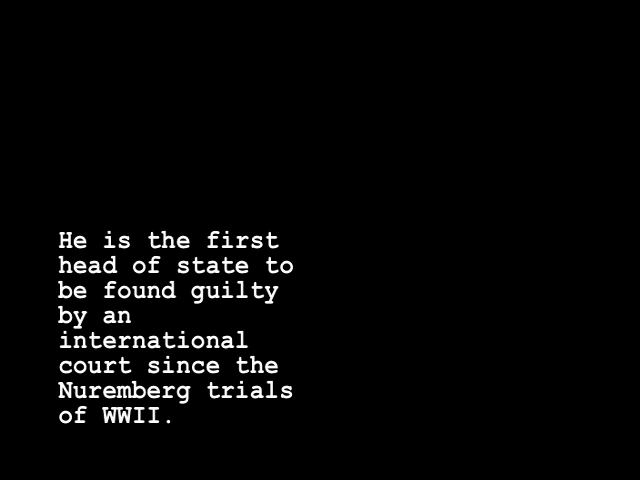 He is the first
head of state to
be found guilty
by an
international
court since the
Nuremberg trials
of WWII.